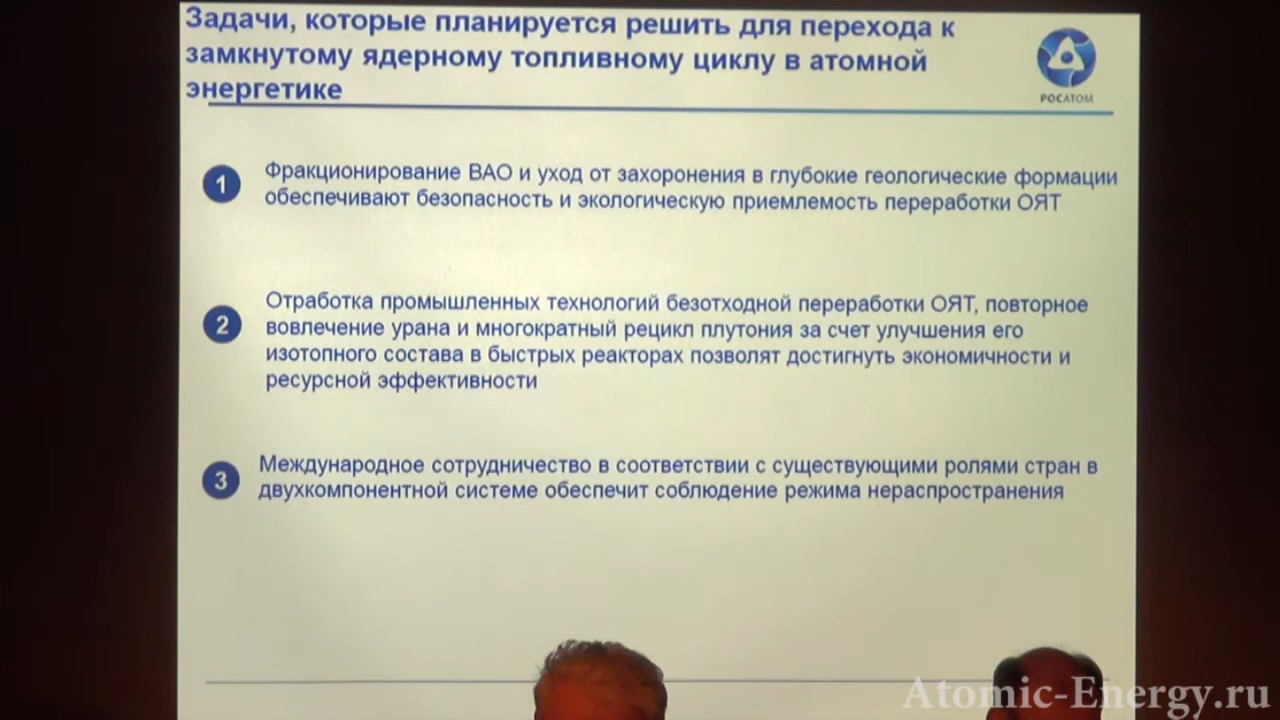 Задачи, которые планируется решить для перехода к
замкнутому ядерному топливному циклу в атомной
энергетике
РОСАТОМ
1
Фракционирование ВАО и уход от захоронения в глубокие геологические формации
обеспечивают безопасность и экологическую приемлемость переработки ОЯТ
2
Отработка промышленных технологий безотходной переработки ОЯТ, повторное
вовлечение урана и многократный рецикл плутония за счет улучшения его
изотопного состава в быстрых реакторах позволят достигнуть экономичности и
ресурсной эффективности
3
Международное сотрудничество в соответствии с существующими ролями стран в
двухкомпонентной системе обеспечит соблюдение режима нераспространения
Atomic-Energy.ru